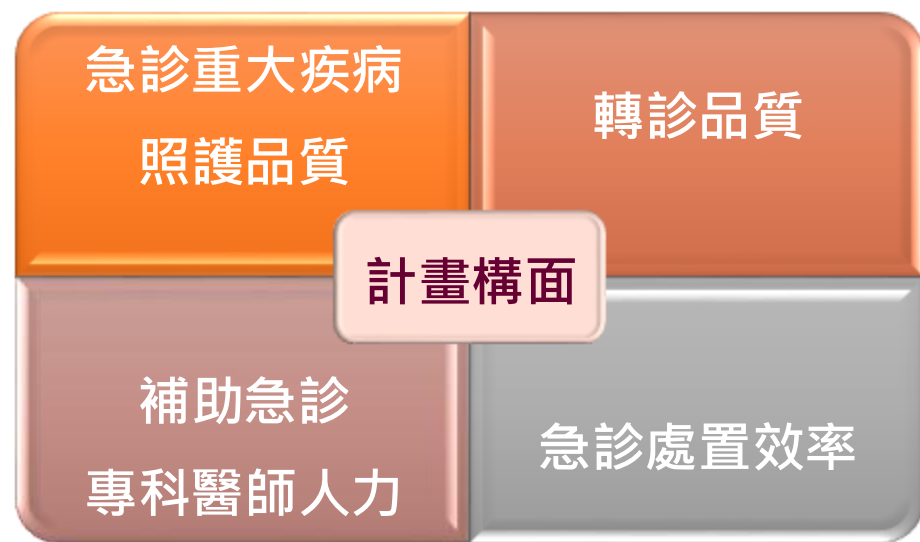 急診重大疾病
照護品質
轉診品質
計畫構面
補助急診
專科醫師人力
急診處置效率